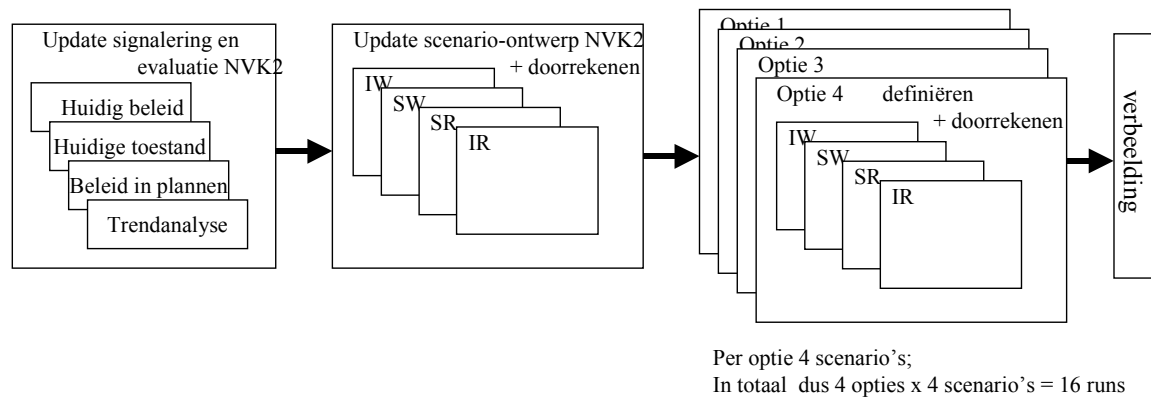 Update signalering en
evaluatie NVK2
Huidig beleid
Huidige toestand
Beleid in plannen
Trendanalyse
Update scenario-ontwerp NVK2
+ doorrekenen
IW
SW
SR
IR
Optie 1
Optie 2
Optie 3
Optie 4 definiëren
+ doorrekenen
IW
SW
SR
IR
verbeelding
Per optie 4 scenario’s;
In totaal dus 4 opties x 4 scenario’s = 16 runs